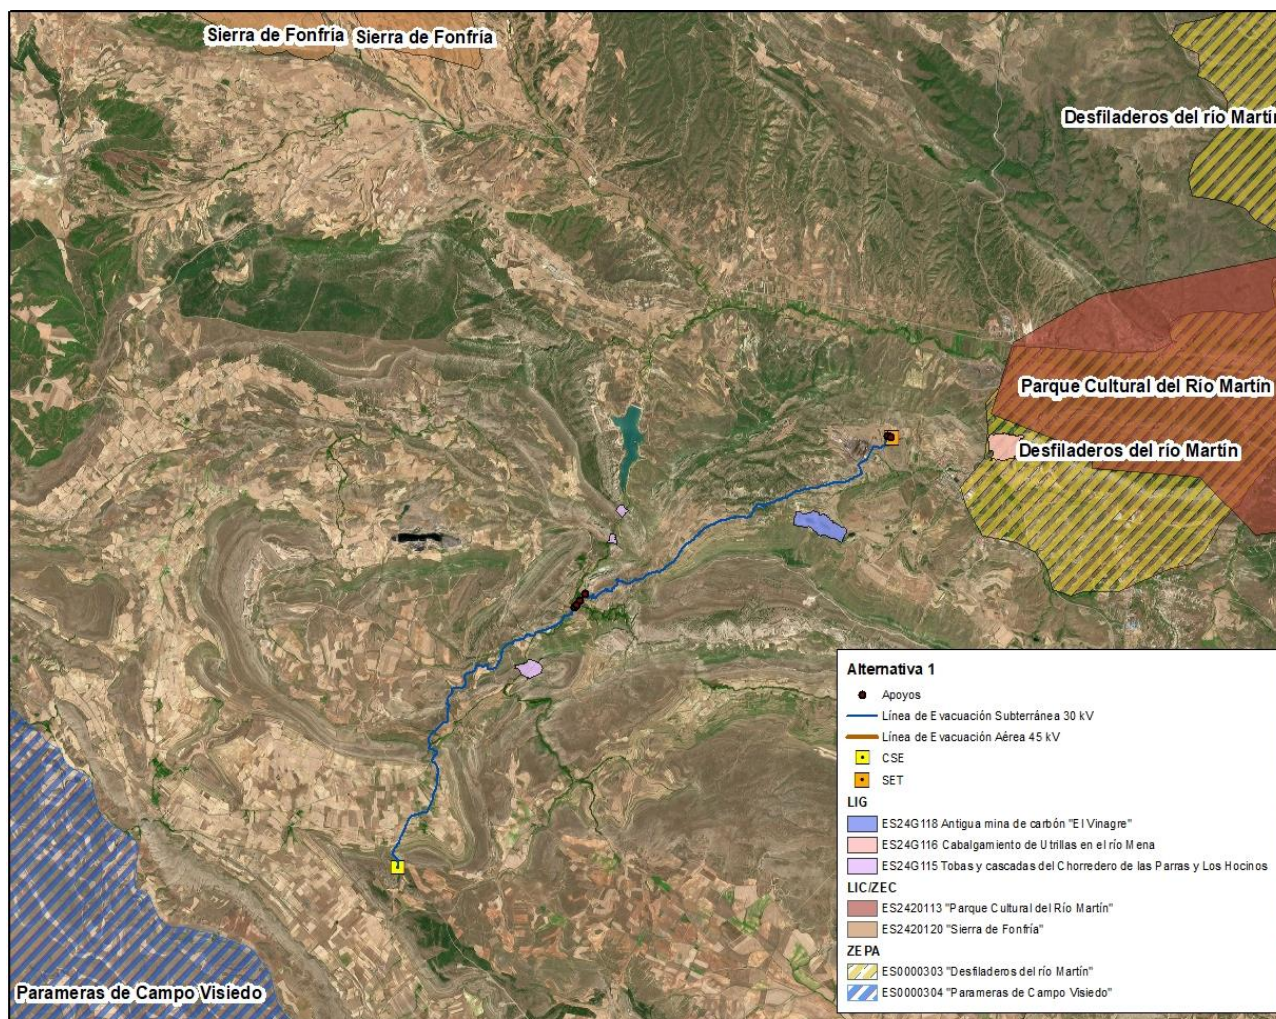 Sierra de Fonfría
Sierra de Fonfría
Desfiladeros del río Martín
Parque Cultural del Río Martín
Desfiladeros del río Martín
Parameras de Campo Visiedo
Alternativa 1
Apoyos
Línea de Evacuación Subterránea 30 kV
Línea de Evacuación Aérea 45 kV
CSE
SET
LIG
ES24G118 Antigua mina de carbón "El Vinagre"
ES24G116 Cabalgamiento de Utrillas en el río Mena
ES24G115 Tobas y cascadas del Chorredero de las Parras y Los Hocinos
LIC/ZEC
ES2420113 "Parque Cultural del Río Martín"
ES2420120 "Sierra de Fonfría"
ZEPA
ES0000303 "Desfiladeros del río Martín"
ES0000304 "Parameras de Campo Visiedo"